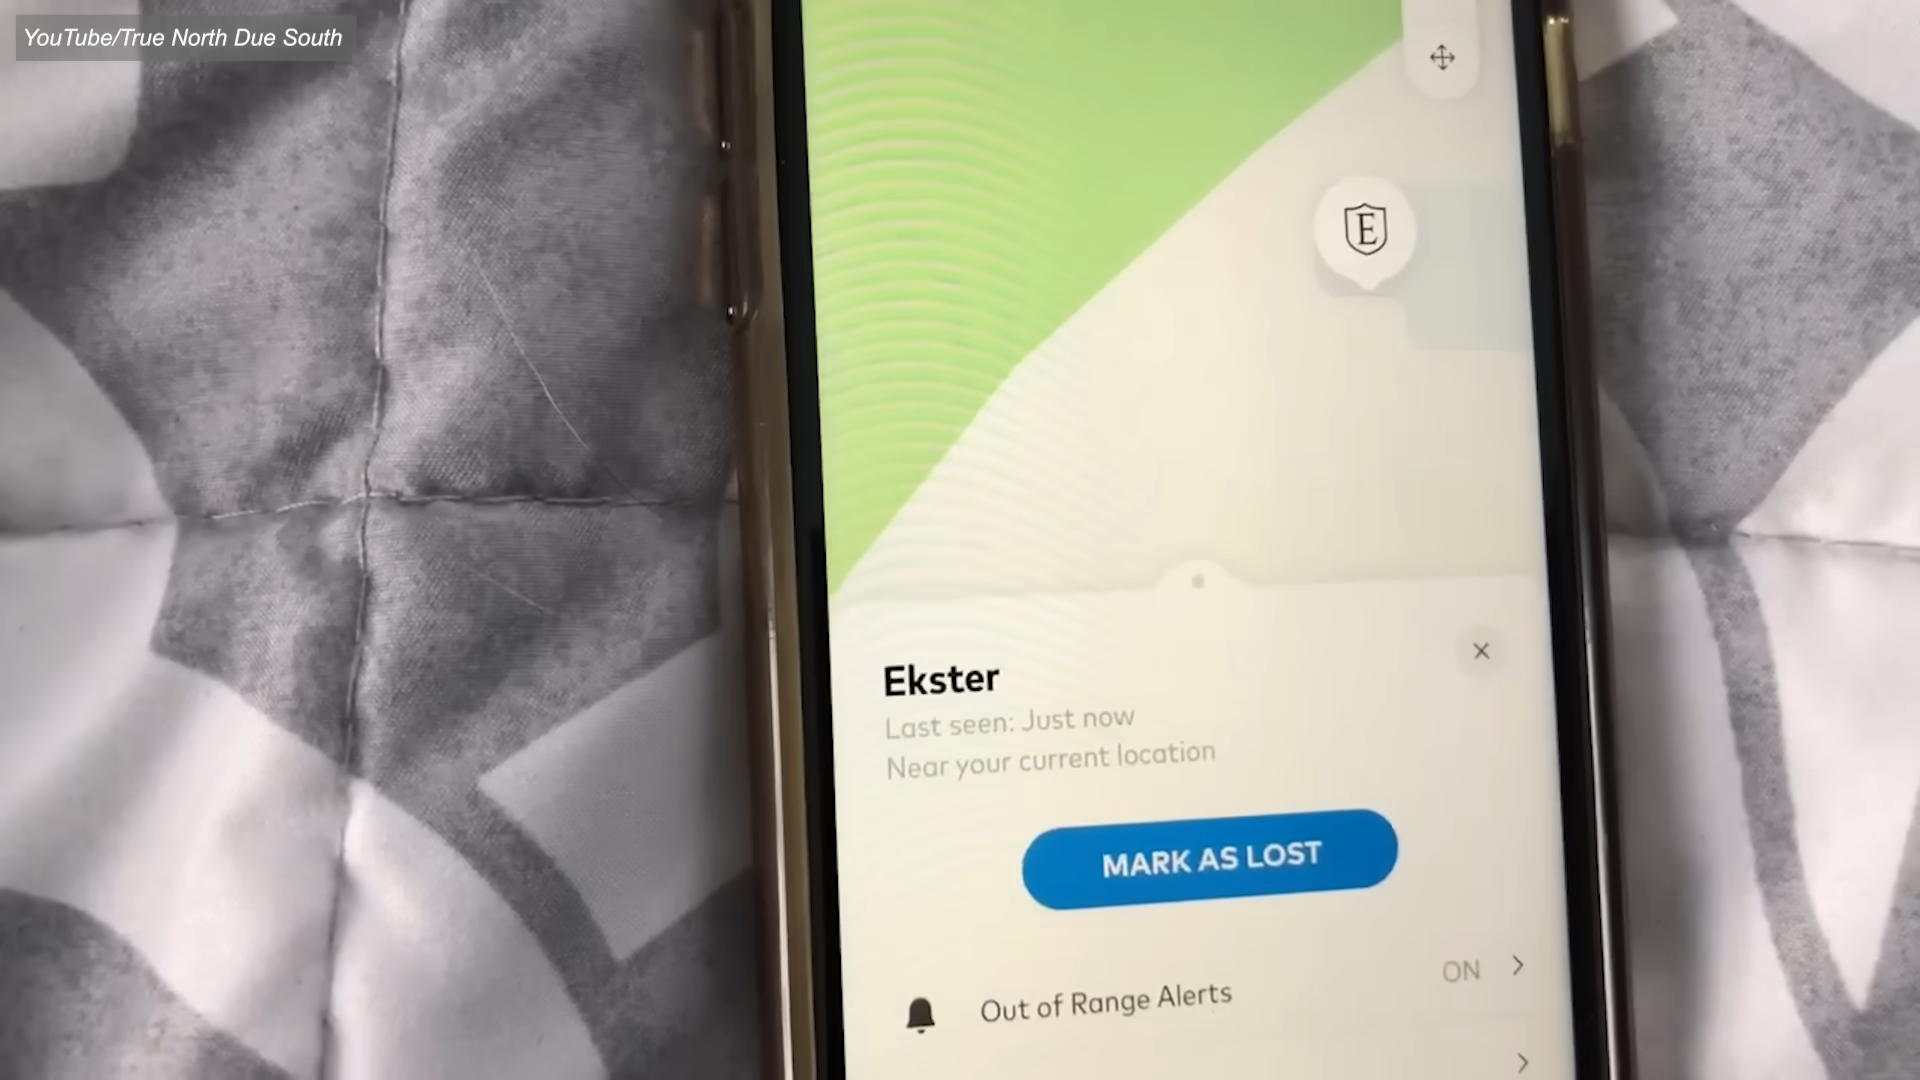 YouTube/True North Due South
E
Ekster
Last seen: Just now
Near your current location
MARK AS LOST
Out of Range Alerts
ON